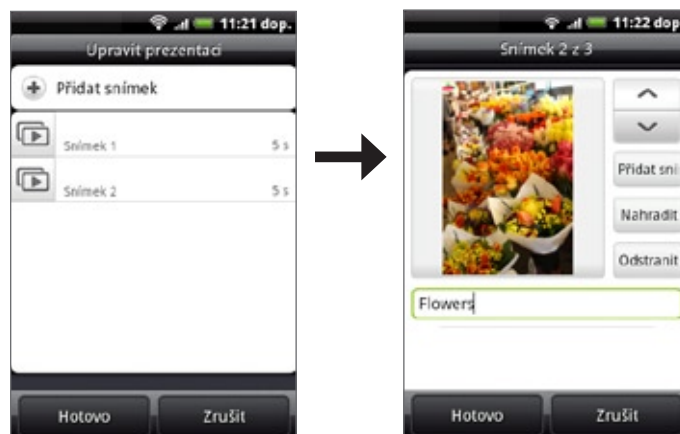 11:21 dop.
Upravit prezentaci
Přidat snímek
Snímek 1 5 s
Snímek 2 5 s
Hotovo Zrušit
11:22 dop
Snímek 2 z 3
Přidat sní
Nahradit
Odstranit
Flowers
Hotovo Zrušit